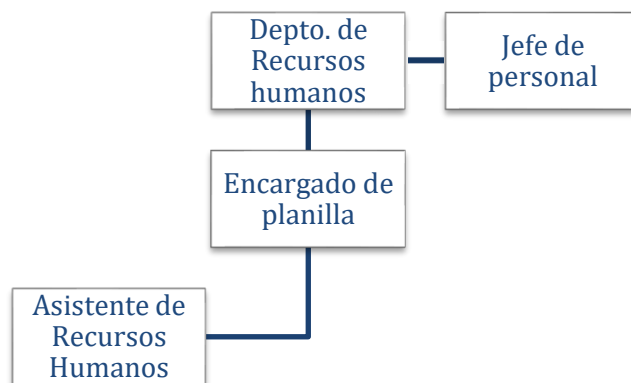 Depto. de
Recursos
humanos
Jefe de
personal
Encargado de
planilla
Asistente de
Recursos
Humanos